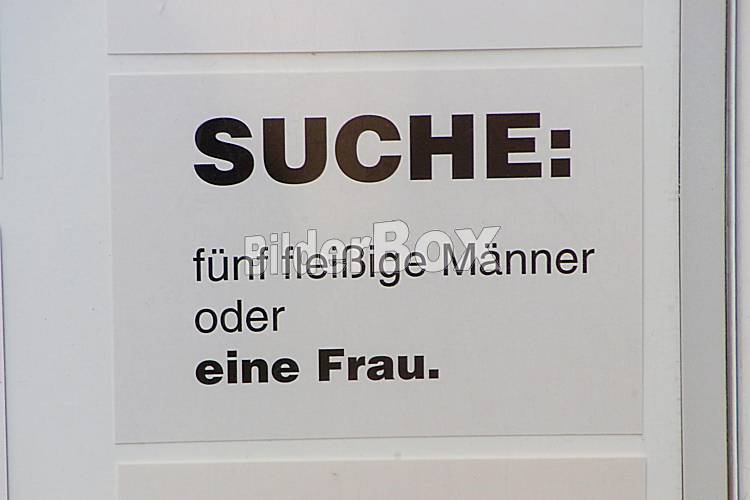 SUCHE:
BilderBox
fünf fleißige Männer
oder
eine Frau.